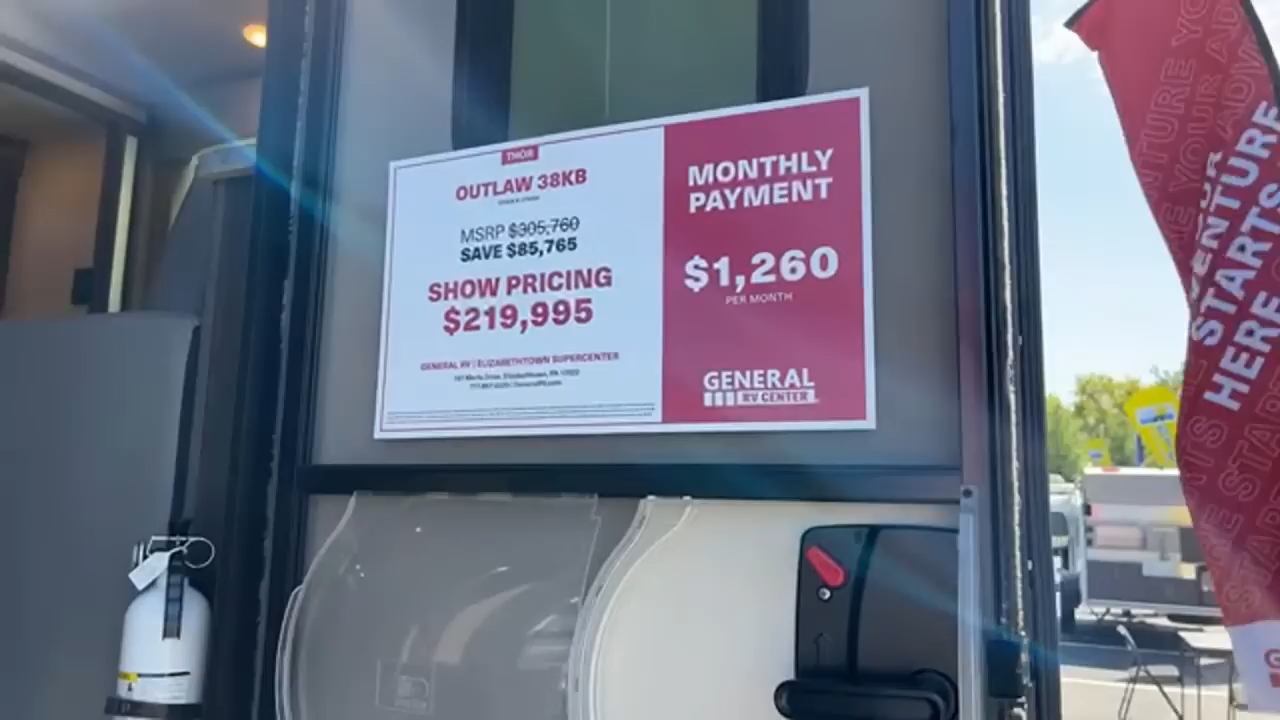 THOR
OUTLAW 38KB
MSRP $305,760
SAVE $85,765
SHOW PRICING
$219,995
GENERAL RV | ELIZABETHTOWN SUPERCENTER
MONTHLY
PAYMENT
$1,260
PER MONTH
GENERAL
RV CENTER
VENTURE
STARTS
HERE